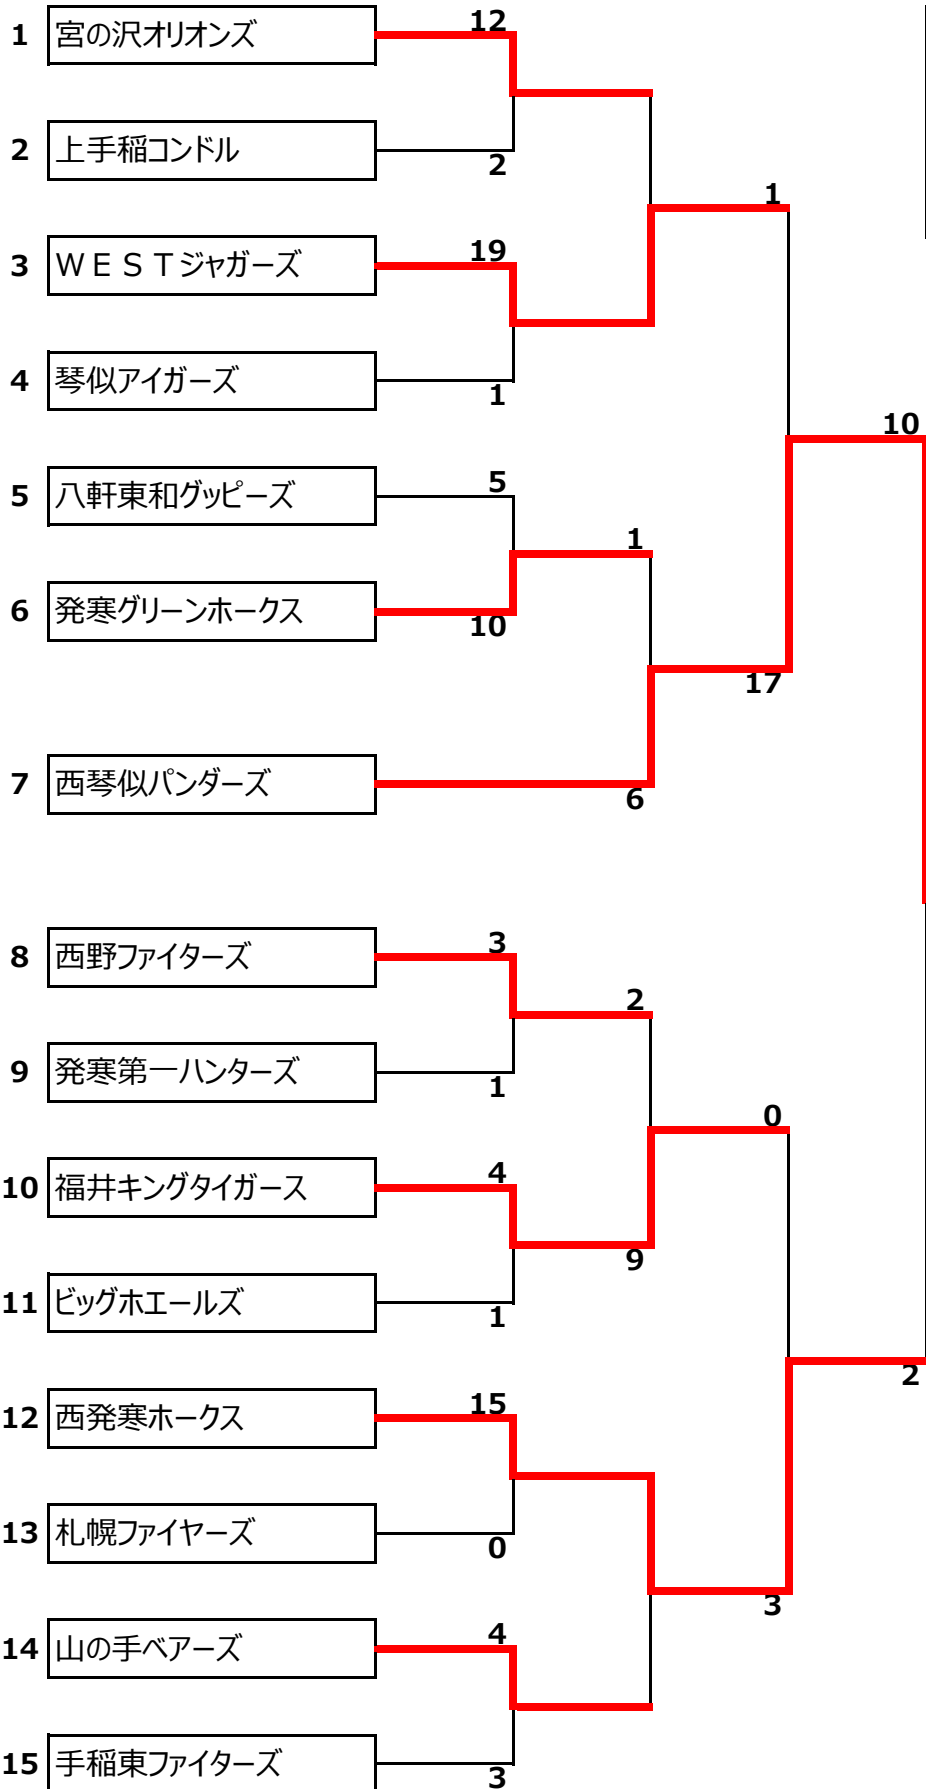 12
1 宮の沢オリオンズ
2 上手稲コンドル
2
1
19
3 ＷＥＳＴジャガーズ
4 琴似アイガーズ
1
10
5
5 八軒東和グッピーズ
1
6 発寒グリーンホークス
10
17
7 西琴似パンダーズ
6
3
8 西野ファイターズ
2
9 発寒第一ハンターズ
1
0
4
10 福井キングタイガース
9
11 ビッグホエールズ
1
2
15
12 西発寒ホークス
13 札幌ファイヤーズ
0
3
4
14 山の手ベアーズ
15 手稲東ファイターズ
3